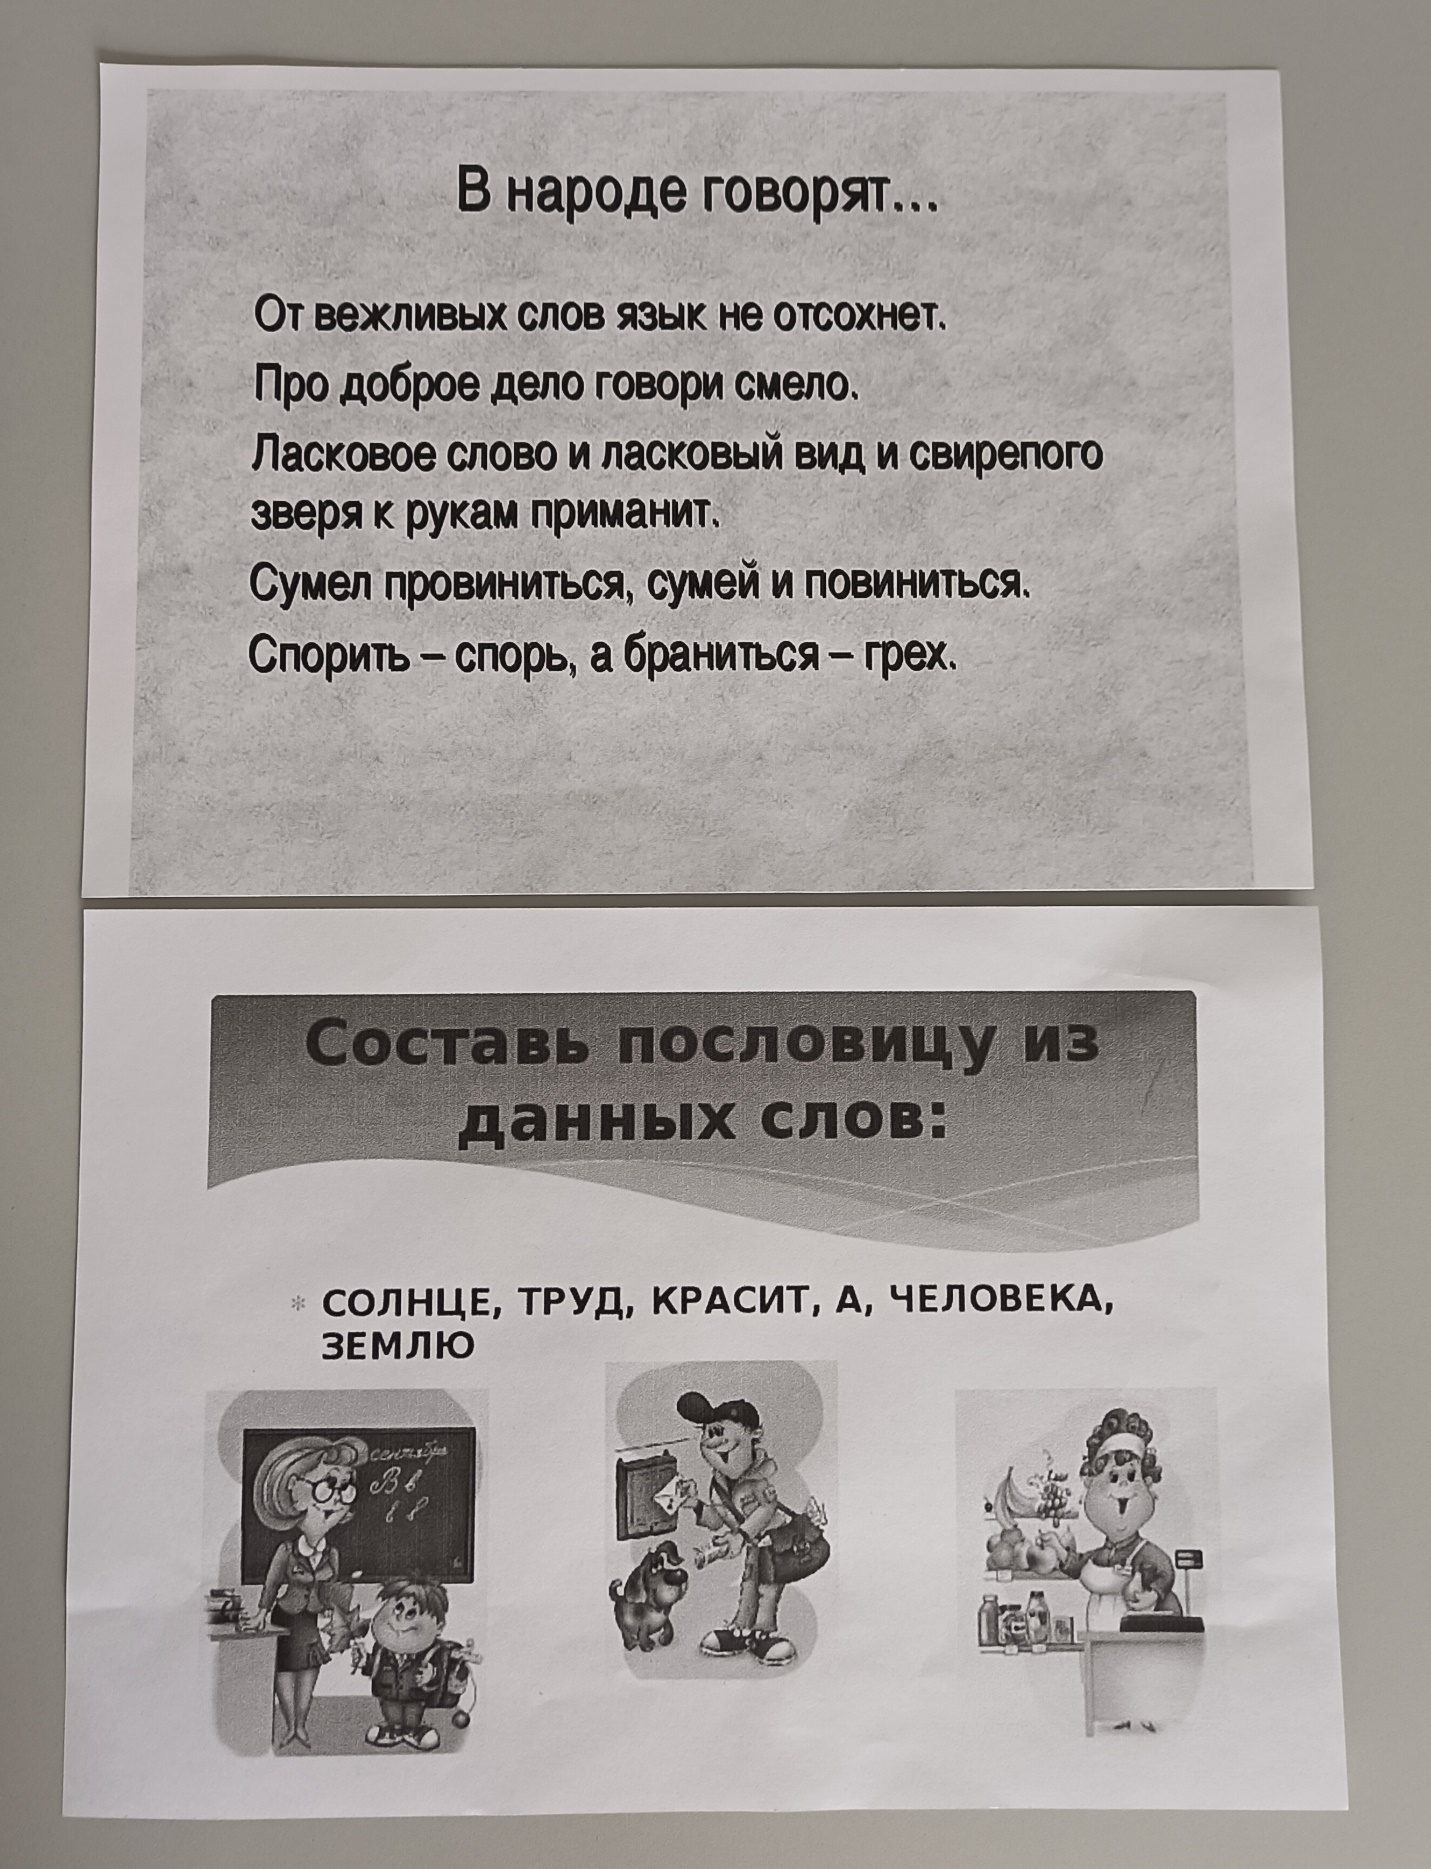 В народе говорят...
От вежливых слов язык не отсохнет.
Про доброе дело говори смело.
Ласковое слово и ласковый вид и свирепого
зверя к рукам приманит.
Сумел провиниться, сумей и повиниться.
Спорить – спорь, а браниться – грех.
Составь пословицу из
данных слов:
* СОЛНЦЕ, ТРУД, КРАСИТ, А, ЧЕЛОВЕКА,
ЗЕМЛЮ
сентября
В в